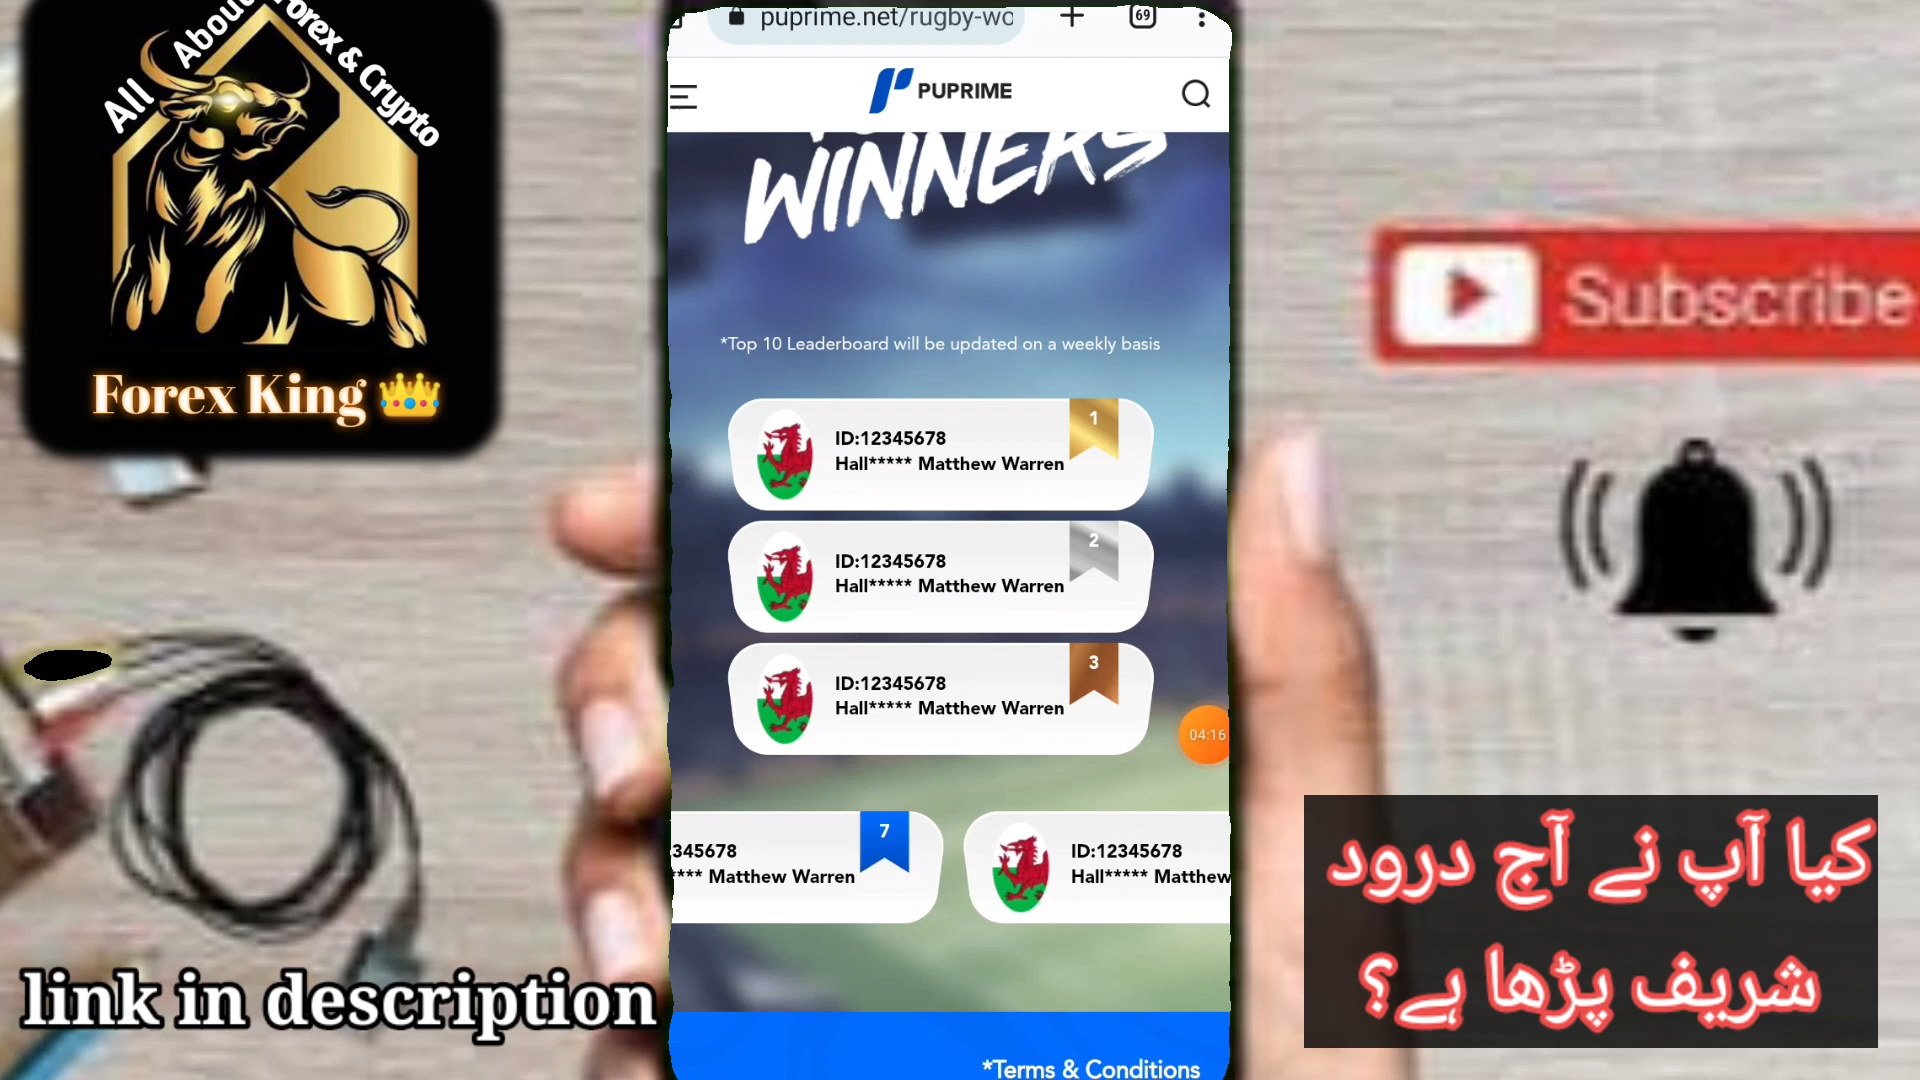 All About Forex & Crypto
Forex King
link in description
puprime.net/rugby-wo
69
PUPRIME
WINNERS
*Top 10 Leaderboard will be updated on a weekly basis
1
ID:12345678
Hall***** Matthew Warren
2
ID:12345678
Hall***** Matthew Warren
3
ID:12345678
Hall***** Matthew Warren
04:16
7
345678
**** Matthew Warren
ID:12345678
Hall***** Matthew
*Terms & Conditions
Subscribe
کیا آپ نے آج درود
شریف پڑھا ہے؟